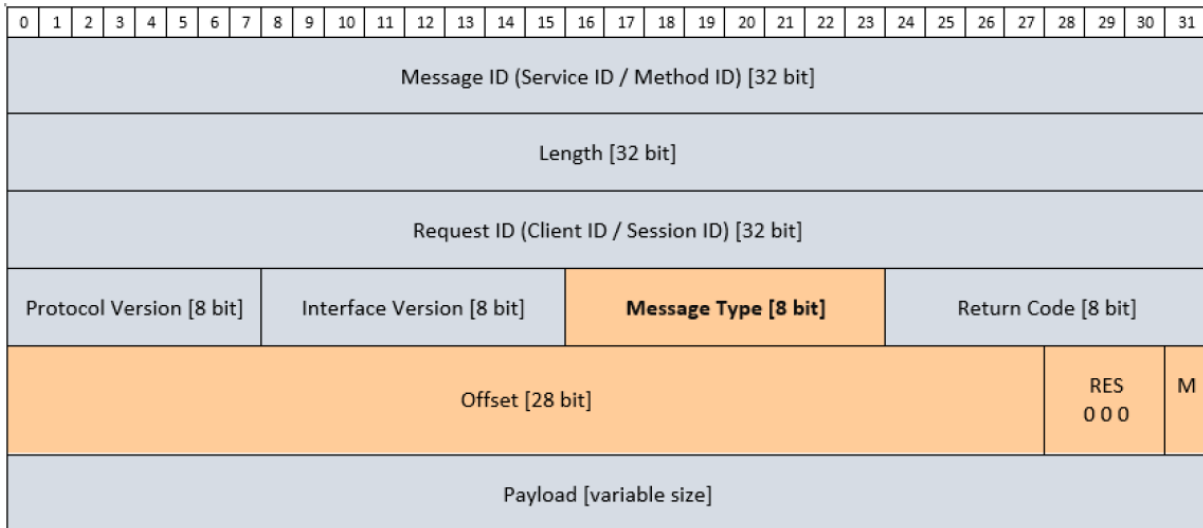 0 1 2 3 4 5 6 7 8 9 10 11 12 13 14 15 16 17 18 19 20 21 22 23 24 25 26 27 28 29 30 31
Message ID (Service ID / Method ID) [32 bit]
Length [32 bit]
Request ID (Client ID / Session ID) [32 bit]
Protocol Version [8 bit] Interface Version [8 bit] Message Type [8 bit] Return Code [8 bit]
Offset [28 bit] RES M
0 0 0
Payload [variable size]